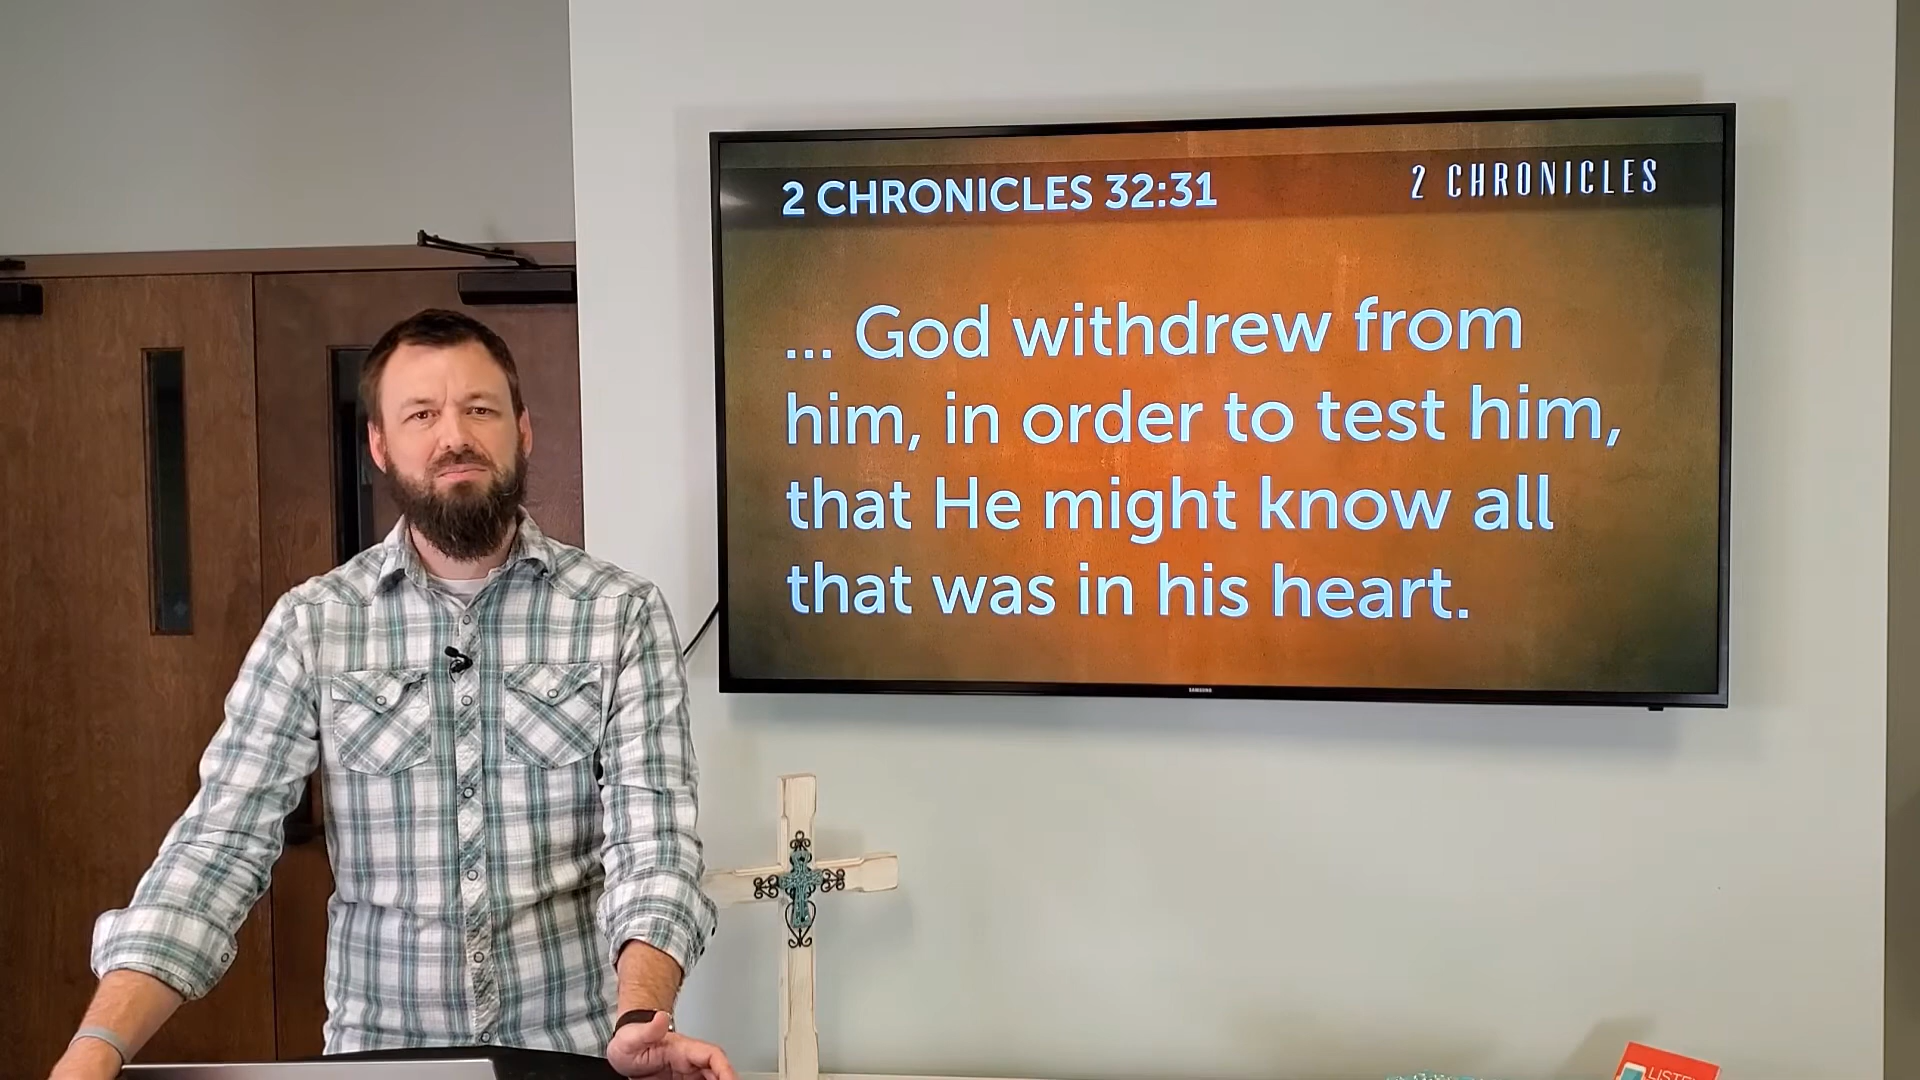 2 CHRONICLES 32:31
2 CHRONICLES
... God withdrew from
him, in order to test him,
that He might know all
that was in his heart.
SAMSUNG